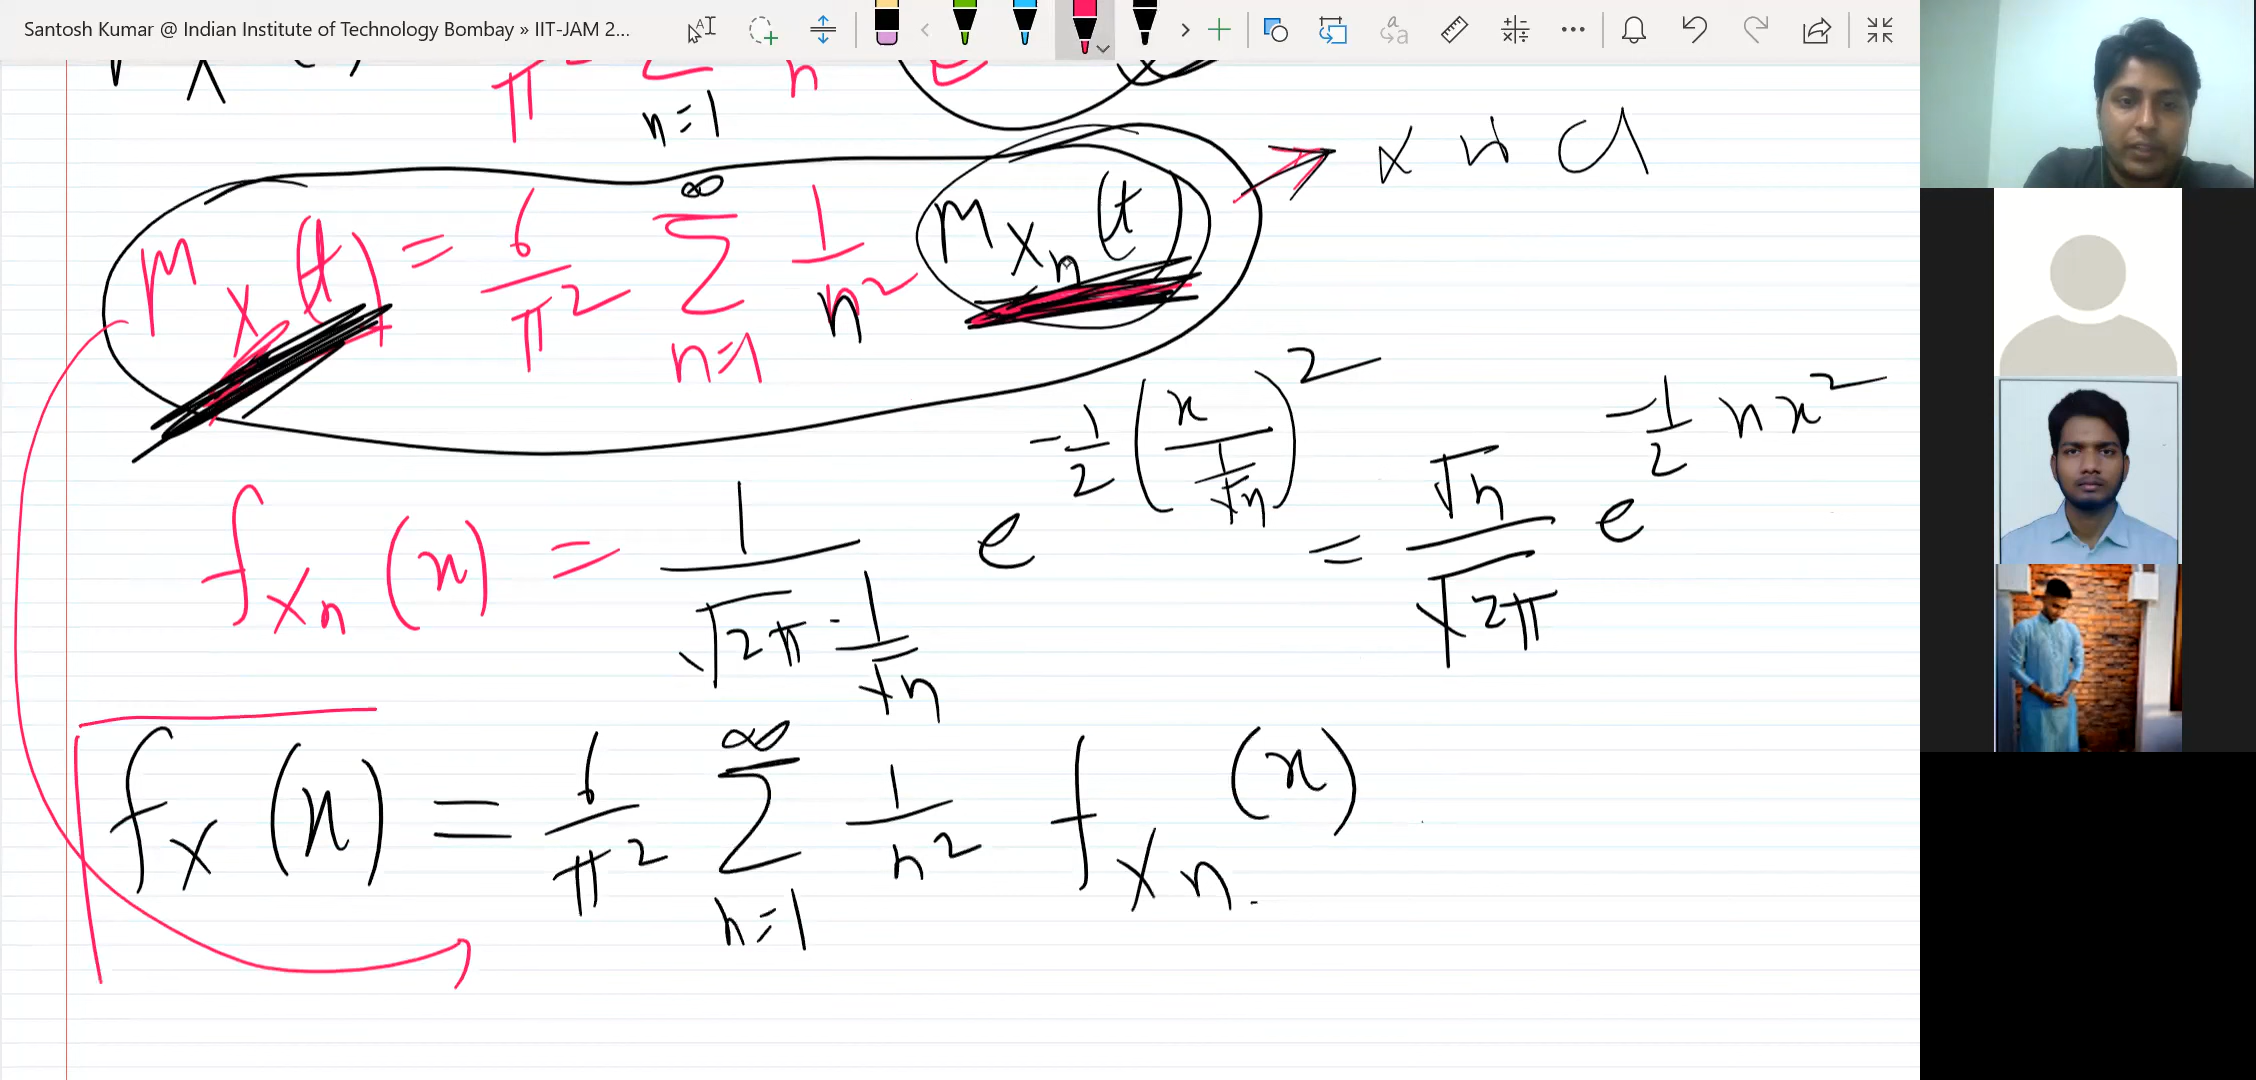 Santosh Kumar @ Indian Institute of Technology Bombay » IIT-JAM 2...
π² Σ n=1 n
M_X(t) = 6/π² Σ_{n=1}^{∞} 1/n² M_{X_n}(t) →
f_{X_n}(x) = 1/(√2π · 1/√n) e^{-1/2 (x/(1/√n))²} = √n/√2π e^{-1/2 n x²}
f_X(x) = 6/π² Σ_{n=1}^{∞} 1/n² f_{X_n}(x)